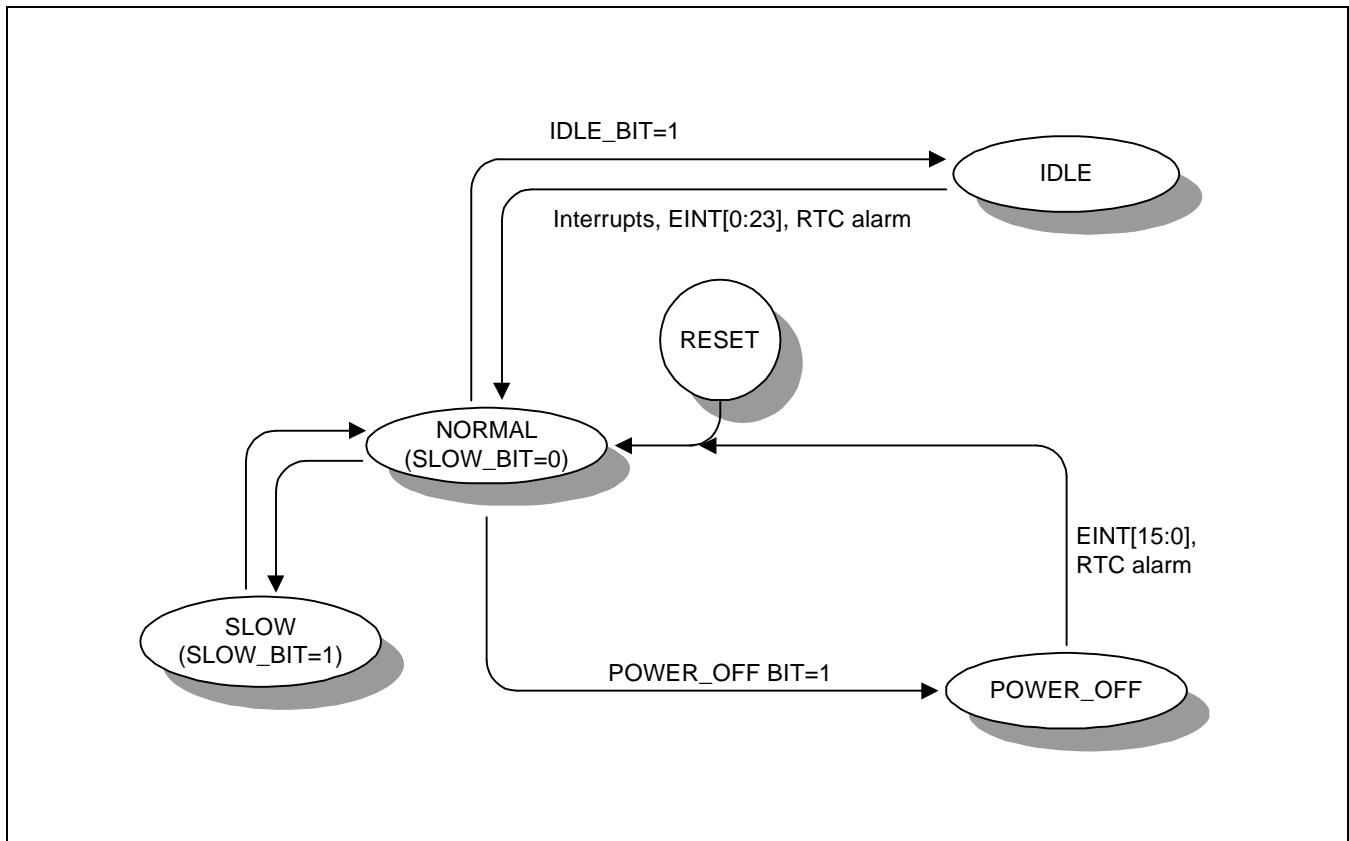 IDLE_BIT=1
IDLE
Interrupts, EINT[0:23], RTC alarm
RESET
NORMAL
(SLOW_BIT=0)
EINT[15:0],
RTC alarm
SLOW
(SLOW_BIT=1)
POWER_OFF BIT=1
POWER_OFF